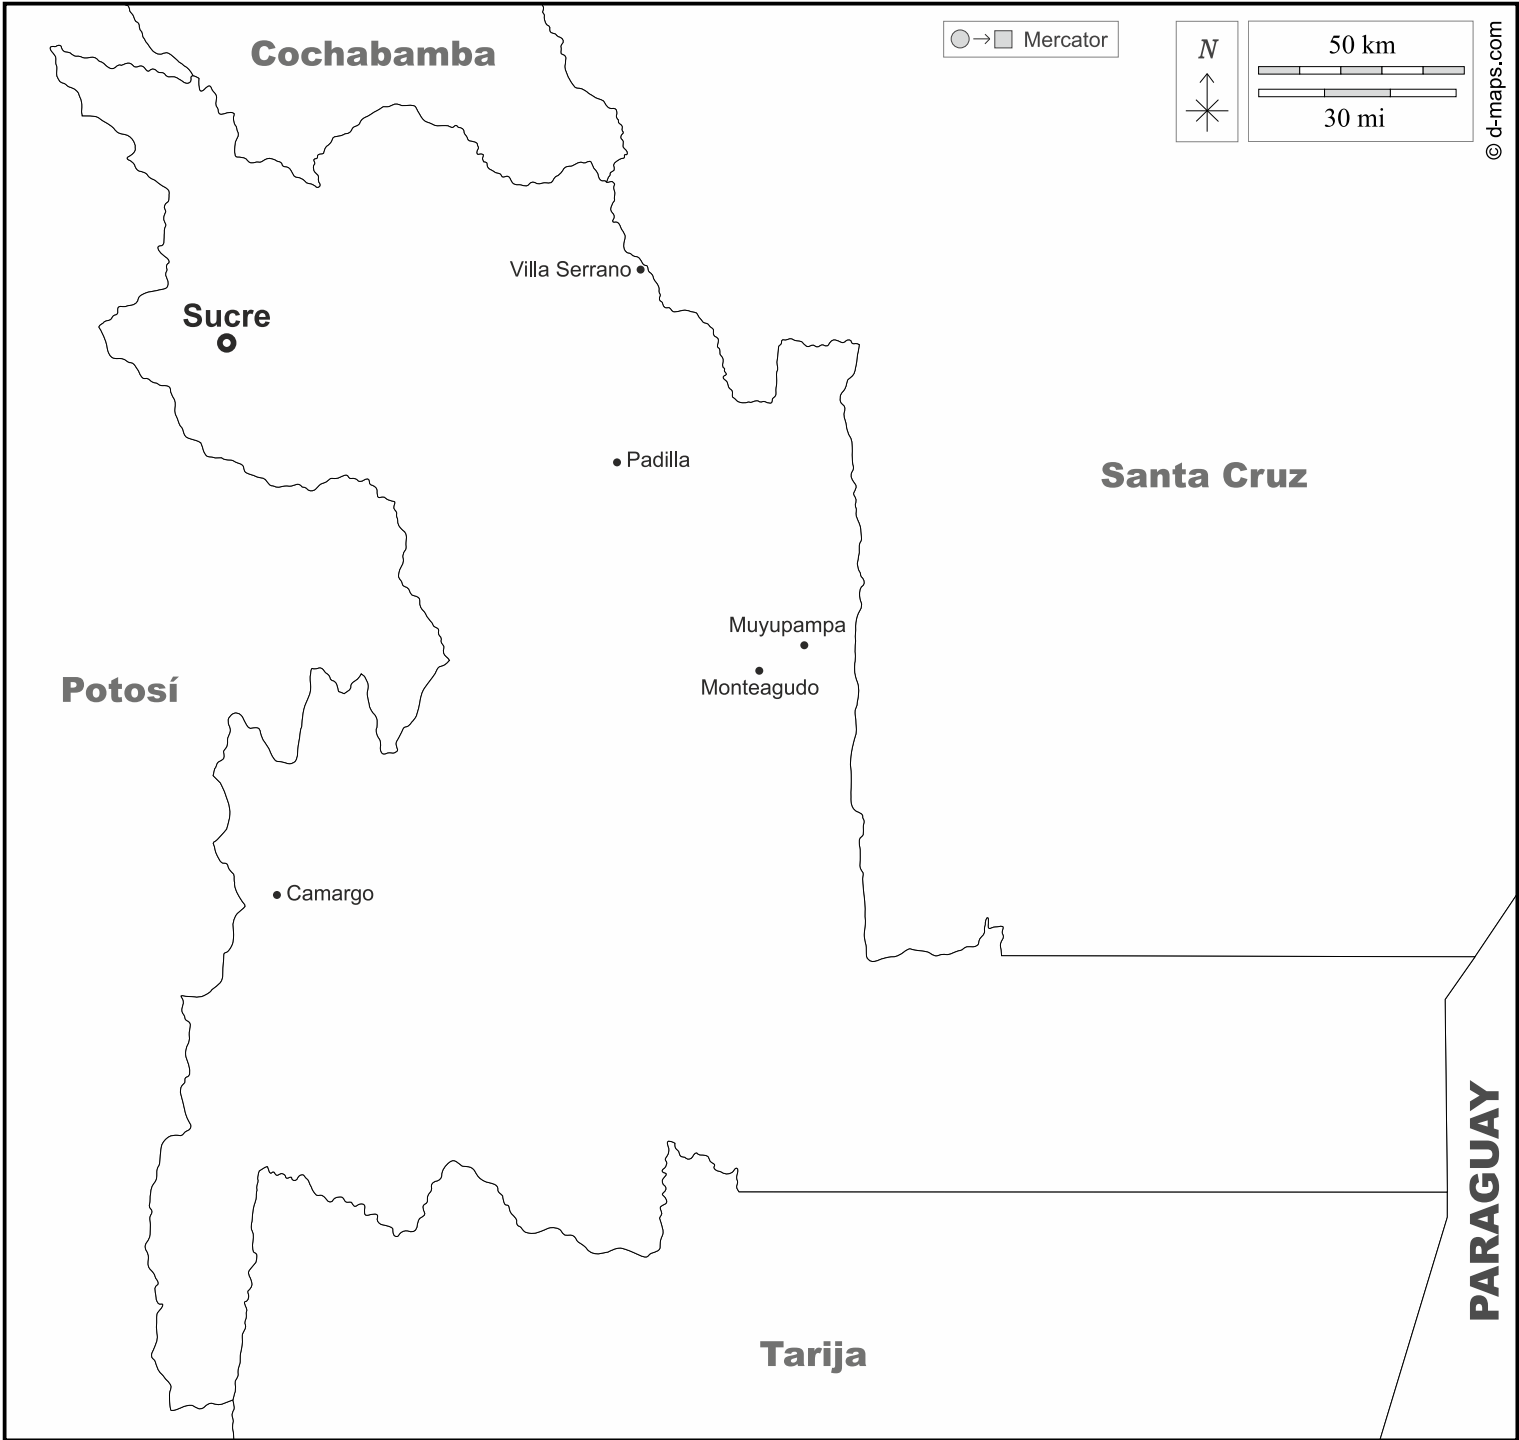 Cochabamba
Mercator
N
50 km
30 mi
© d-maps.com
Villa Serrano
Sucre
Padilla
Santa Cruz
Muyupampa
Monteagudo
Potosí
Camargo
PARAGUAY
Tarija